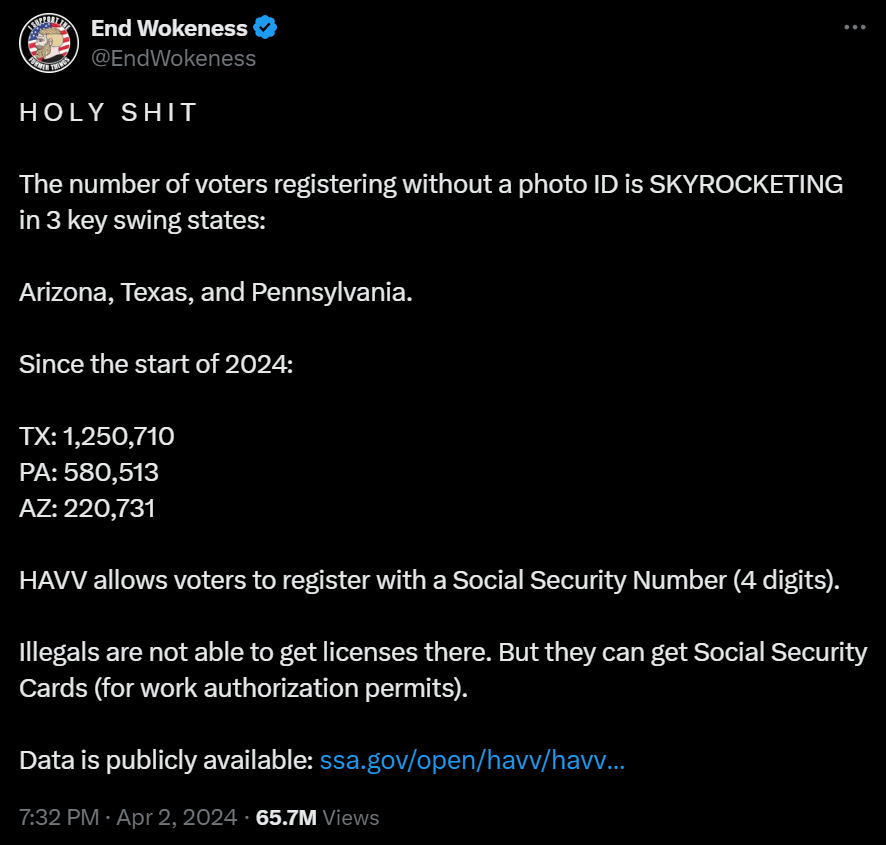 End Wokeness
@EndWokeness
HOLY SHIT
The number of voters registering without a photo ID is SKYROCKETING
in 3 key swing states:
Arizona, Texas, and Pennsylvania.
Since the start of 2024:
TX: 1,250,710
PA: 580,513
AZ: 220,731
HAVV allows voters to register with a Social Security Number (4 digits).
Illegals are not able to get licenses there. But they can get Social Security
Cards (for work authorization permits).
Data is publicly available: ssa.gov/open/havv/havv...
7:32 PM · Apr 2, 2024 · 65.7M Views